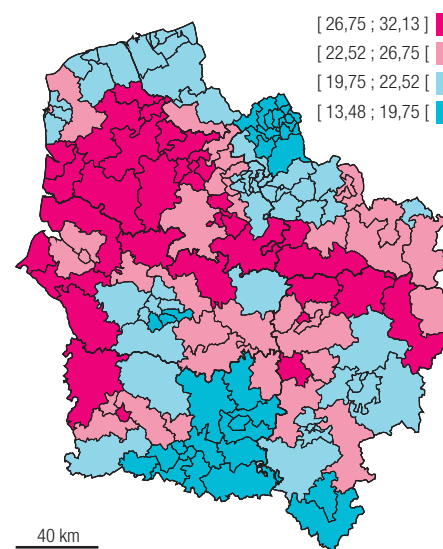 [ 26,75 ; 32,13 ]
[ 22,52 ; 26,75 [
[ 19,75 ; 22,52 [
[ 13,48 ; 19,75 [
40 km